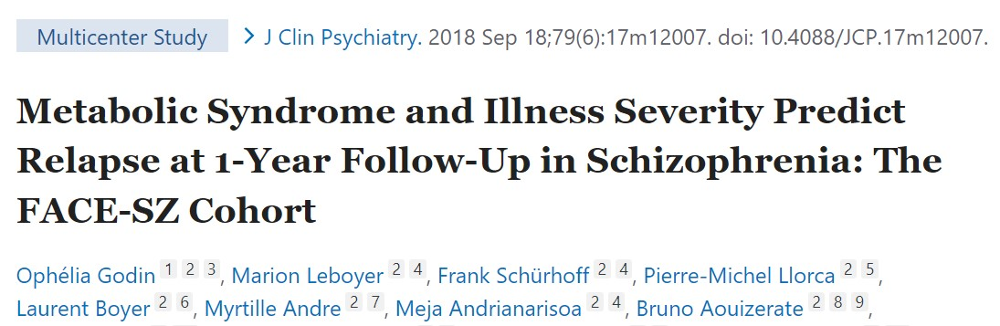 Multicenter Study > J Clin Psychiatry. 2018 Sep 18;79(6):17m12007. doi: 10.4088/JCP.17m12007.
Metabolic Syndrome and Illness Severity Predict
Relapse at 1-Year Follow-Up in Schizophrenia: The
FACE-SZ Cohort
Ophélia Godin 1 2 3, Marion Leboyer 2 4, Frank Schürhoff 2 4, Pierre-Michel Llorca 2 5,
Laurent Boyer 2 6, Myrtille Andre 2 7, Meja Andrianarisoa 2 4, Bruno Aouizerate 2 8 9,